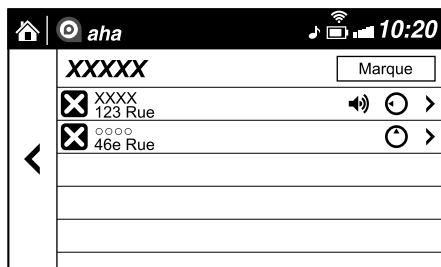 aha
10:20
XXXXX
Marque
XXXX
123 Rue
○○○○
46e Rue